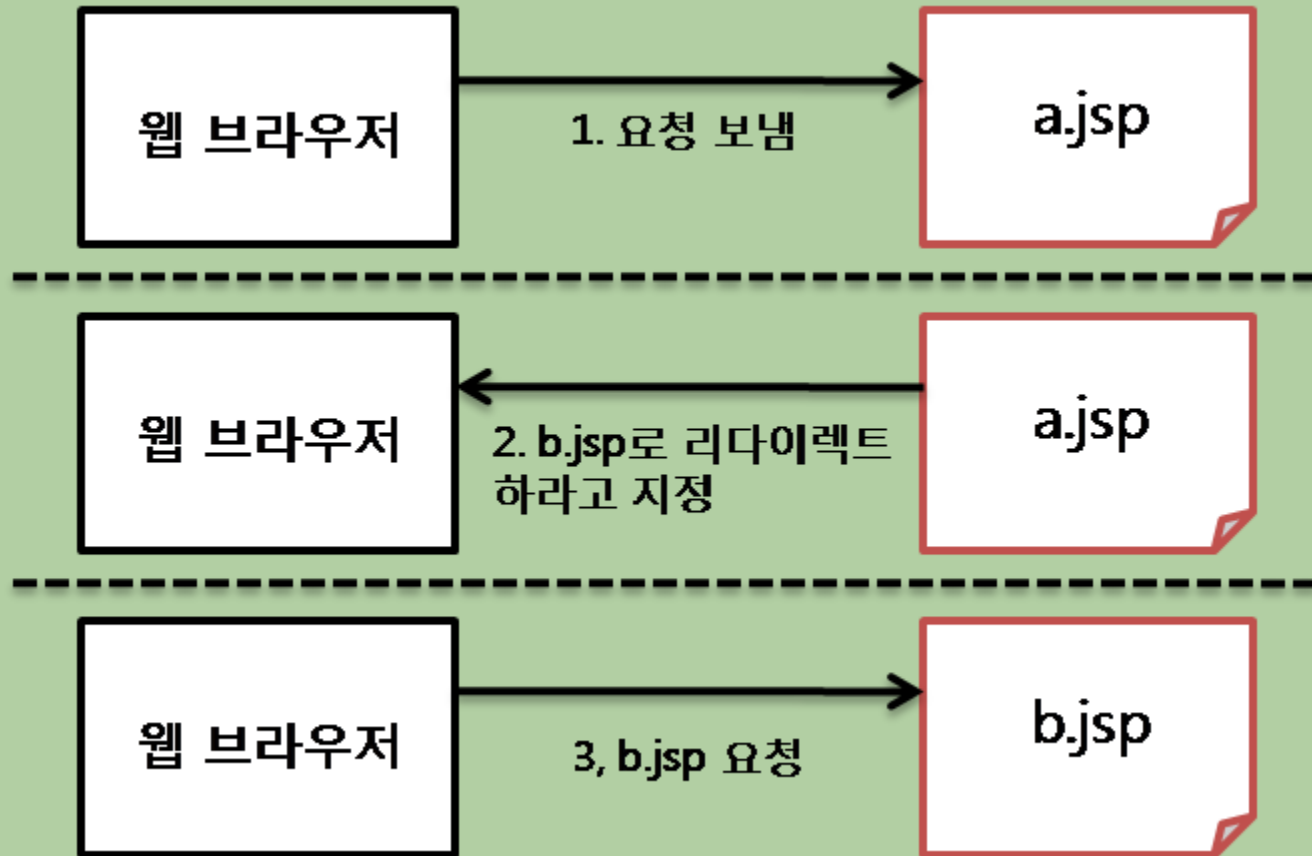 웹 브라우저
1. 요청 보냄
a.jsp
웹 브라우저
2. b.jsp로 리다이렉트
하라고 지정
a.jsp
웹 브라우저
3, b.jsp 요청
b.jsp